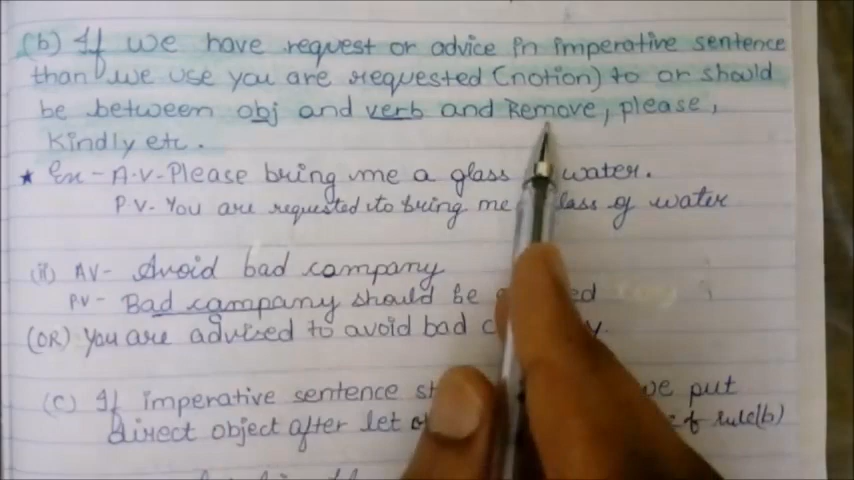 (b) If we have request or advice in imperative sentence
than we use you are requested (notion) to or should
be between obj and verb and Remove, please,
kindly etc.
★ Ex - A.V - Please bring me a glass water.
P.V - You are requested to bring me glass of water
(ii) AV - Avoid bad company
PV - Bad company should be
(OR) You are advised to avoid bad
(C) If imperative sentence we put
direct object after let of rule (b)